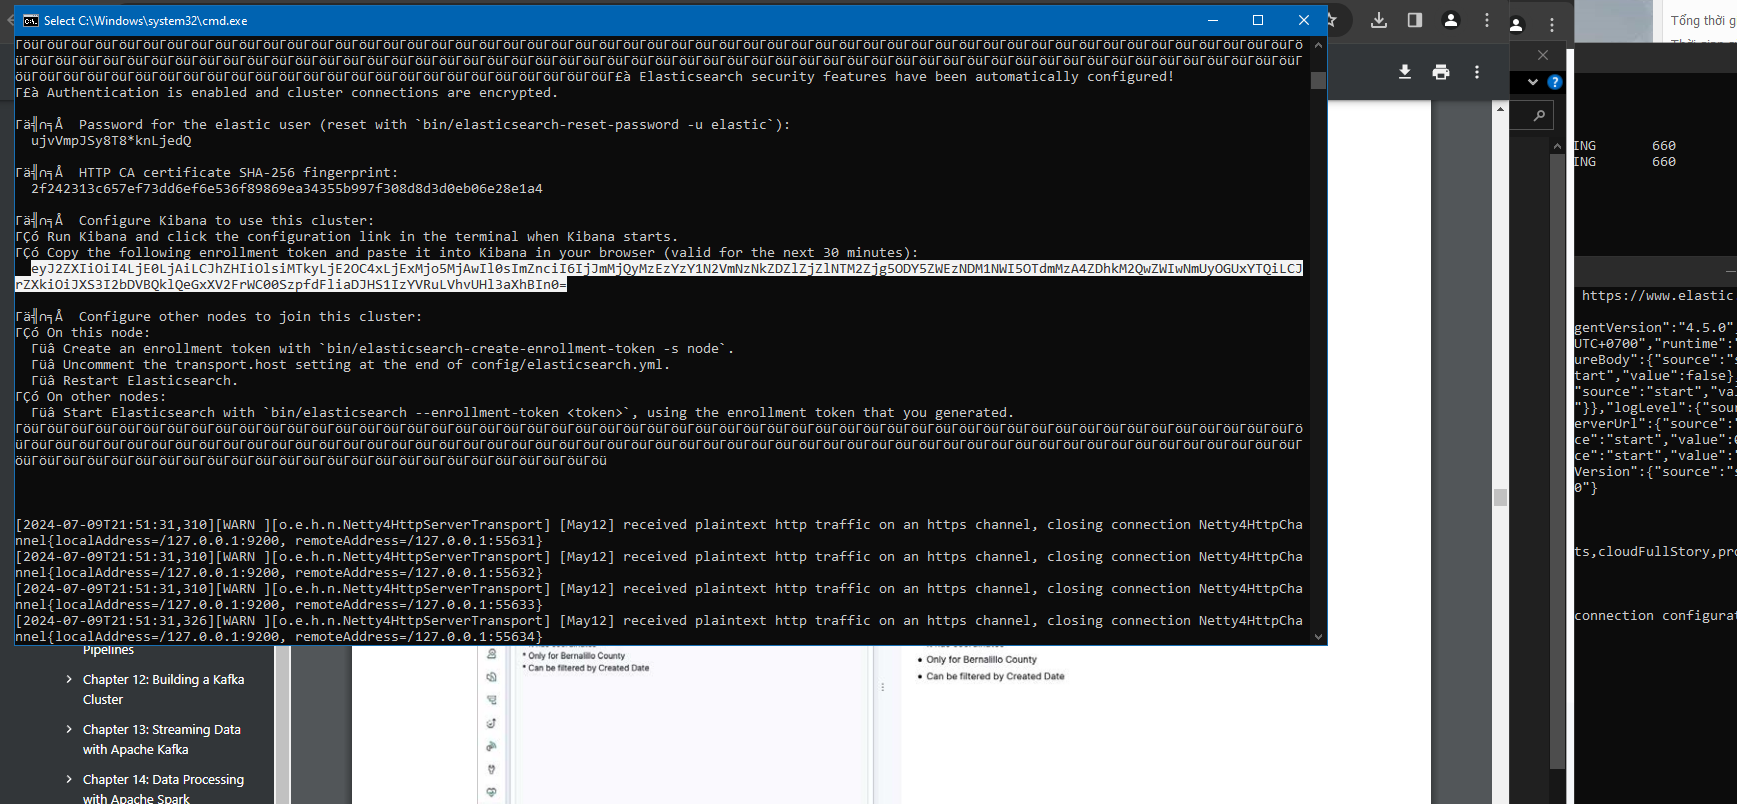 Select C:\Windows\system32\cmd.exe
Γöü Elasticsearch security features have been automatically configured!
Γ£à Authentication is enabled and cluster connections are encrypted.
Γä╣∩╕Å  Password for the elastic user (reset with `bin/elasticsearch-reset-password -u elastic`):
ujvVmpJSy8T8*knLjedQ
Γä╣∩╕Å  HTTP CA certificate SHA-256 fingerprint:
2f242313c657ef73dd6ef6e536f89869ea34355b997f308d8d3d0eb06e28e1a4
Γä╣∩╕Å  Configure Kibana to use this cluster:
ΓÇó Run Kibana and click the configuration link in the terminal when Kibana starts.
ΓÇó Copy the following enrollment token and paste it into Kibana in your browser (valid for the next 30 minutes):
eyJ2ZXIiOiI4LjE0LjAiLCJhZHIiOlsiMTkyLjE2OC4xLjExMjo5MjAwIl0sImZnciI6IjJmMjQyMzEzYzY1N2VmNzNkZDZlZjZlNTM2Zjg5ODY5ZWEzNDM1NWI5OTdmMzA4ZDhkM2QwZWIwNmUyOGUxYTQiLCJ
rZXkiOiJXS3I2bDVBQklQeGxXV2FrWC00SzpfdFliaDJHS1IzYVRuLVhvUHl3aXhBIn0=
Γä╣∩╕Å  Configure other nodes to join this cluster:
ΓÇó On this node:
Γüâ Create an enrollment token with `bin/elasticsearch-create-enrollment-token -s node`.
Γüâ Uncomment the transport.host setting at the end of config/elasticsearch.yml.
Γüâ Restart Elasticsearch.
ΓÇó On other nodes:
Γüâ Start Elasticsearch with `bin/elasticsearch --enrollment-token <token>`, using the enrollment token that you generated.
[2024-07-09T21:51:31,310][WARN ][o.e.h.n.Netty4HttpServerTransport] [May12] received plaintext http traffic on an https channel, closing connection Netty4HttpCha
nnel{localAddress=/127.0.0.1:9200, remoteAddress=/127.0.0.1:55631}
[2024-07-09T21:51:31,310][WARN ][o.e.h.n.Netty4HttpServerTransport] [May12] received plaintext http traffic on an https channel, closing connection Netty4HttpCha
nnel{localAddress=/127.0.0.1:9200, remoteAddress=/127.0.0.1:55632}
[2024-07-09T21:51:31,310][WARN ][o.e.h.n.Netty4HttpServerTransport] [May12] received plaintext http traffic on an https channel, closing connection Netty4HttpCha
nnel{localAddress=/127.0.0.1:9200, remoteAddress=/127.0.0.1:55633}
[2024-07-09T21:51:31,326][WARN ][o.e.h.n.Netty4HttpServerTransport] [May12] received plaintext http traffic on an https channel, closing connection Netty4HttpCha
nnel{localAddress=/127.0.0.1:9200, remoteAddress=/127.0.0.1:55634}
Pipelines
Chapter 12: Building a Kafka
Cluster
Chapter 13: Streaming Data
with Apache Kafka
Chapter 14: Data Processing
with Apache Spark
* Only for Bernalillo County
* Can be filtered by Created Date
• Only for Bernalillo County
• Can be filtered by Created Date
Tổng thời g
ING 660
ING 660
https://www.elastic
gentVersion":"4.5.0",
UTC+0700","runtime":"
ureBody":{"source":"s
tart","value":false}
"source":"start","val
"}},"logLevel":{"sour
erverUrl":{"source":"
ce":"start","value":0
ce":"start","value":"
Version":{"source":"s
0"}
ts,cloudFullStory,pro
connection configurat